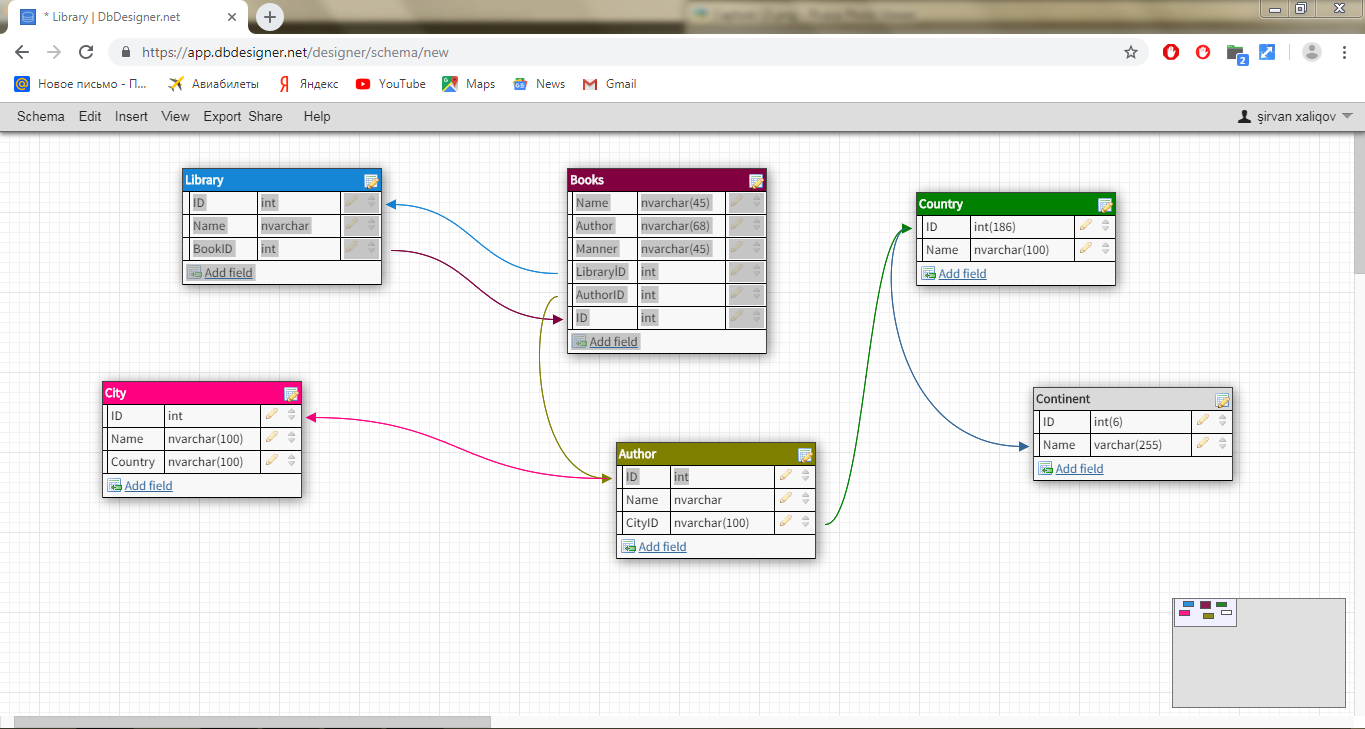 * Library | DbDesigner.net
https://app.dbdesigner.net/designer/schema/new
2
Новое письмо - П... Авиабилеты Яндекс YouTube Maps News Gmail
Schema Edit Insert View Export Share Help şirvan xaliqov
Library
ID int
Name nvarchar
BookID int
Add field
Books
Name nvarchar(45)
Author nvarchar(68)
Manner nvarchar(45)
LibraryID int
AuthorID int
ID int
Add field
Country
ID int(186)
Name nvarchar(100)
Add field
City
ID int
Name nvarchar(100)
Country nvarchar(100)
Add field
Continent
ID int(6)
Name varchar(255)
Add field
Author
ID int
Name nvarchar
CityID nvarchar(100)
Add field